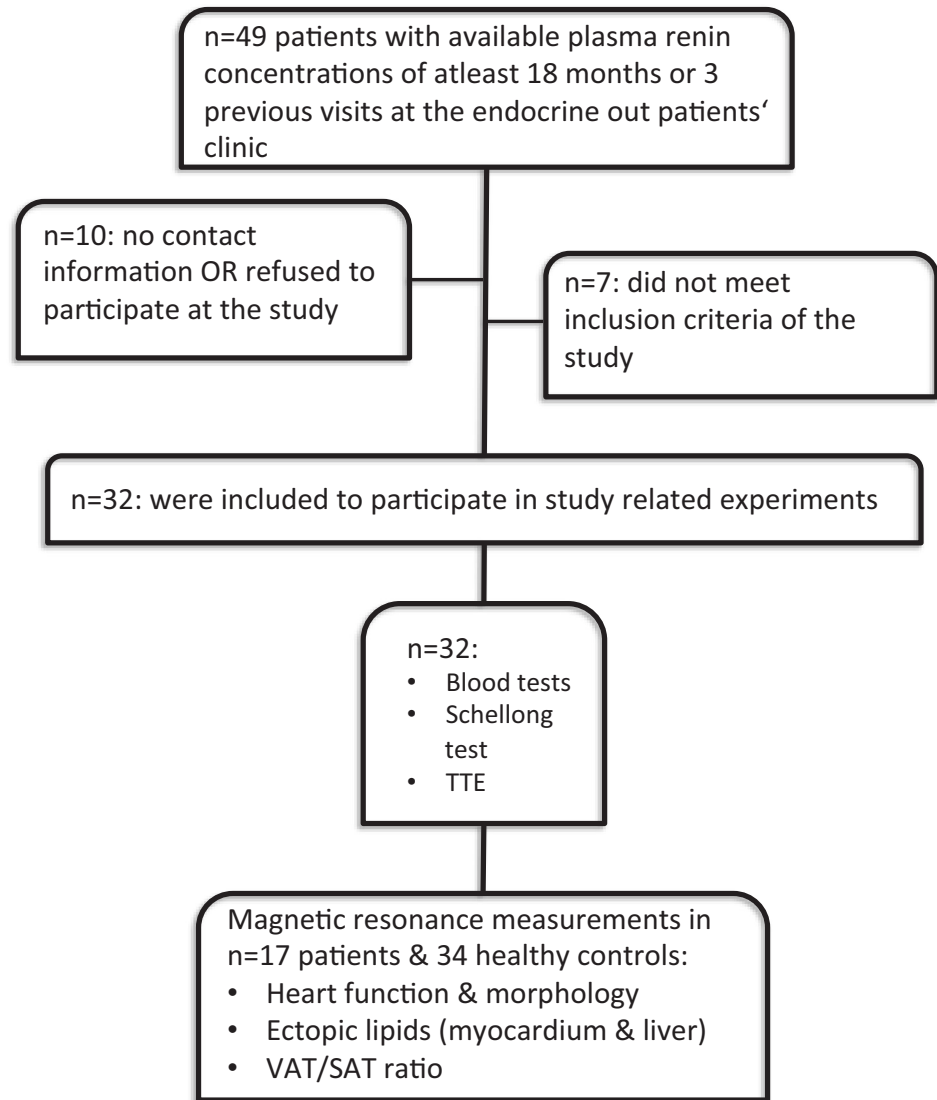 n=49 patients with available plasma renin
concentrations of atleast 18 months or 3
previous visits at the endocrine out patients‘
clinic
n=10: no contact
information OR refused to
participate at the study
n=7: did not meet
inclusion criteria of the
study
n=32: were included to participate in study related experiments
n=32:
• Blood tests
• Schellong
test
• TTE
Magnetic resonance measurements in
n=17 patients & 34 healthy controls:
• Heart function & morphology
• Ectopic lipids (myocardium & liver)
• VAT/SAT ratio